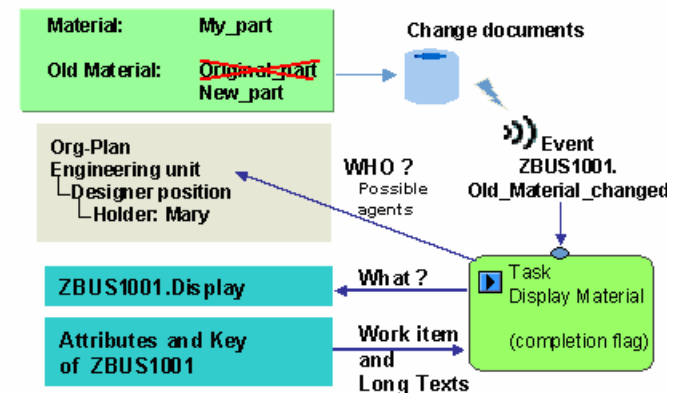 Material: My_part
Change documents
Old Material: Original_part
New_part
Event
ZBUS1001.
Old_Material_changed
Org-Plan
Engineering unit
Designer position
Holder: Mary
WHO ?
Possible
agents
Task
Display Material
(completion flag)
What ?
ZBUS1001.Display
Attributes and Key
of ZBUS1001
Work item
and
Long Texts